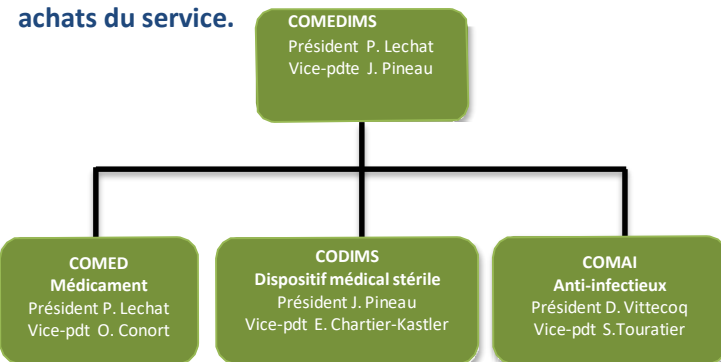 achats du service.
COMEDIMS
Président P. Lechat
Vice-pdte J. Pineau
COMED
Médicament
Président P. Lechat
Vice-pdt O. Conort
CODIMS
Dispositif médical stérile
Président J. Pineau
Vice-pdt E. Chartier-Kastler
COMAI
Anti-infectieux
Président D. Vittecoq
Vice-pdt S.Touratier